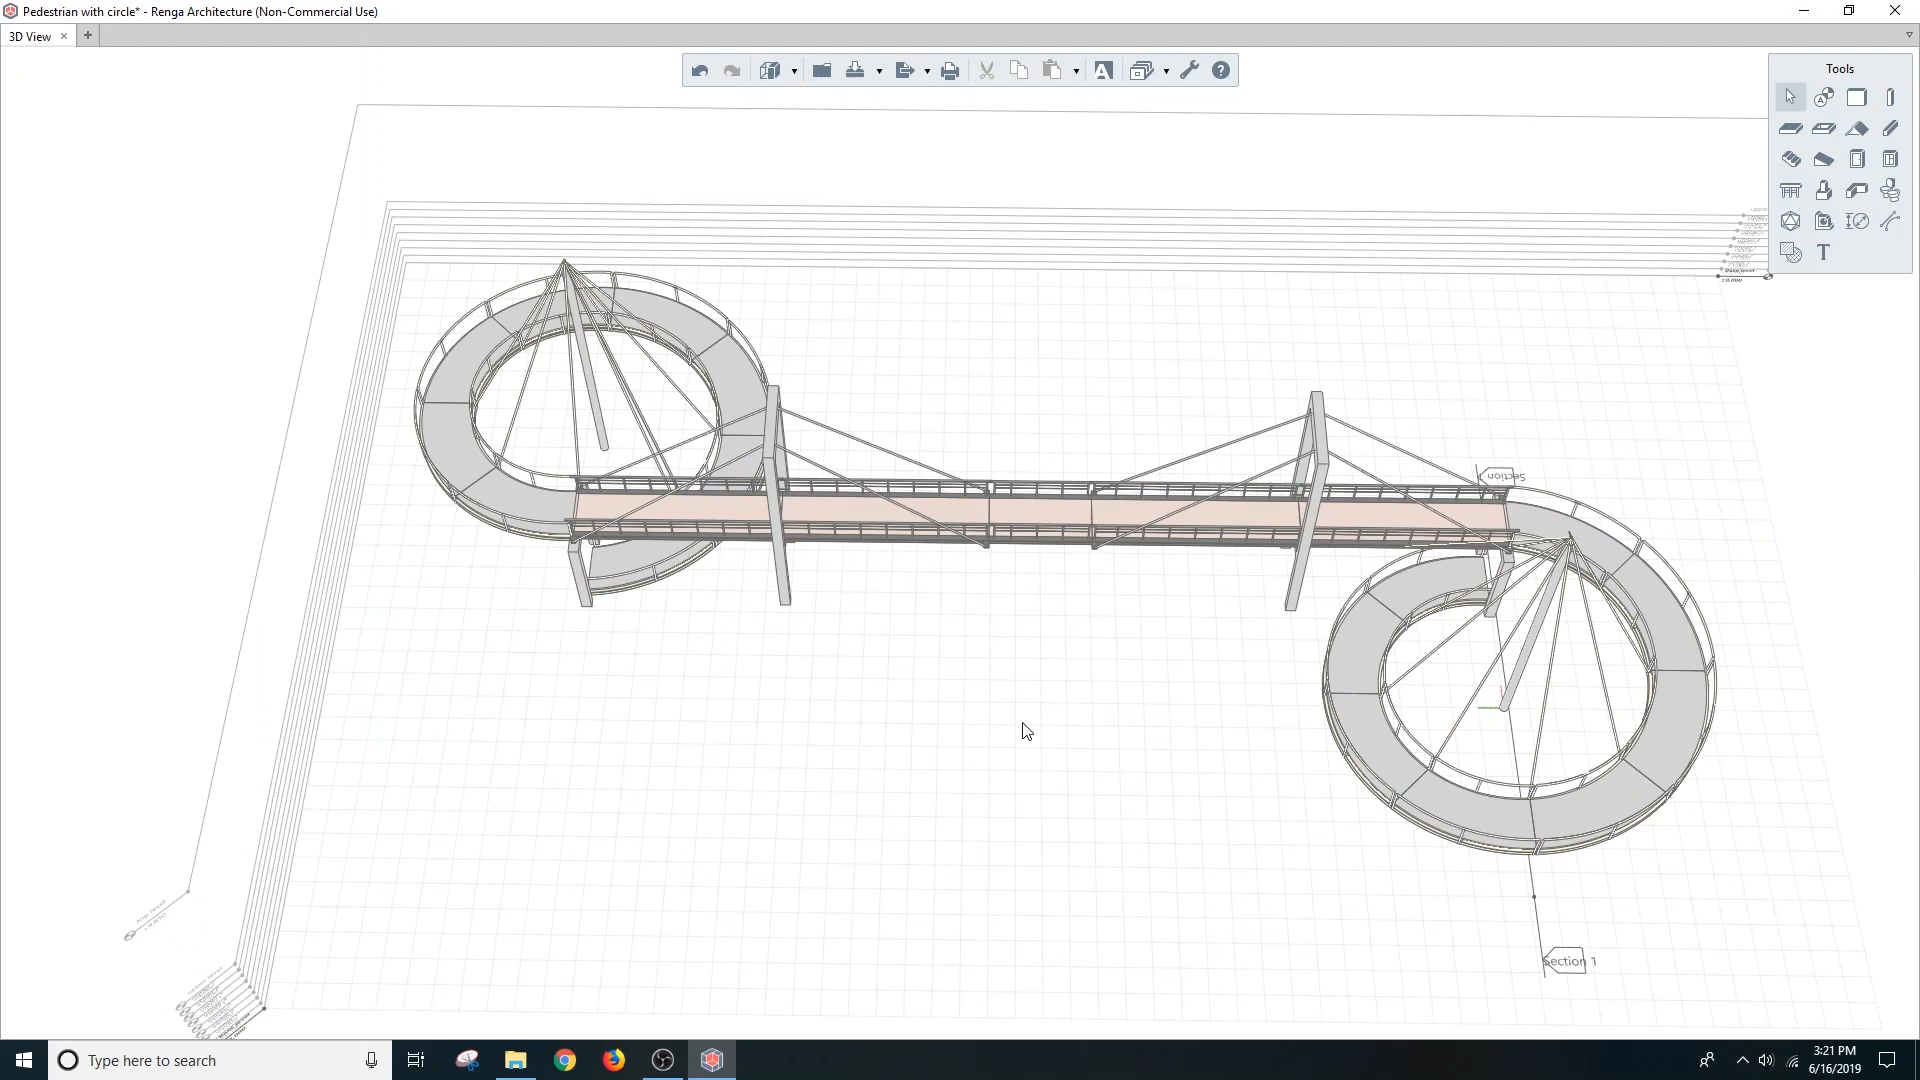 Pedestrian with circle* - Renga Architecture (Non-Commercial Use)
3D View
Tools
Section
Section 1
Type here to search
3:21 PM
6/16/2019